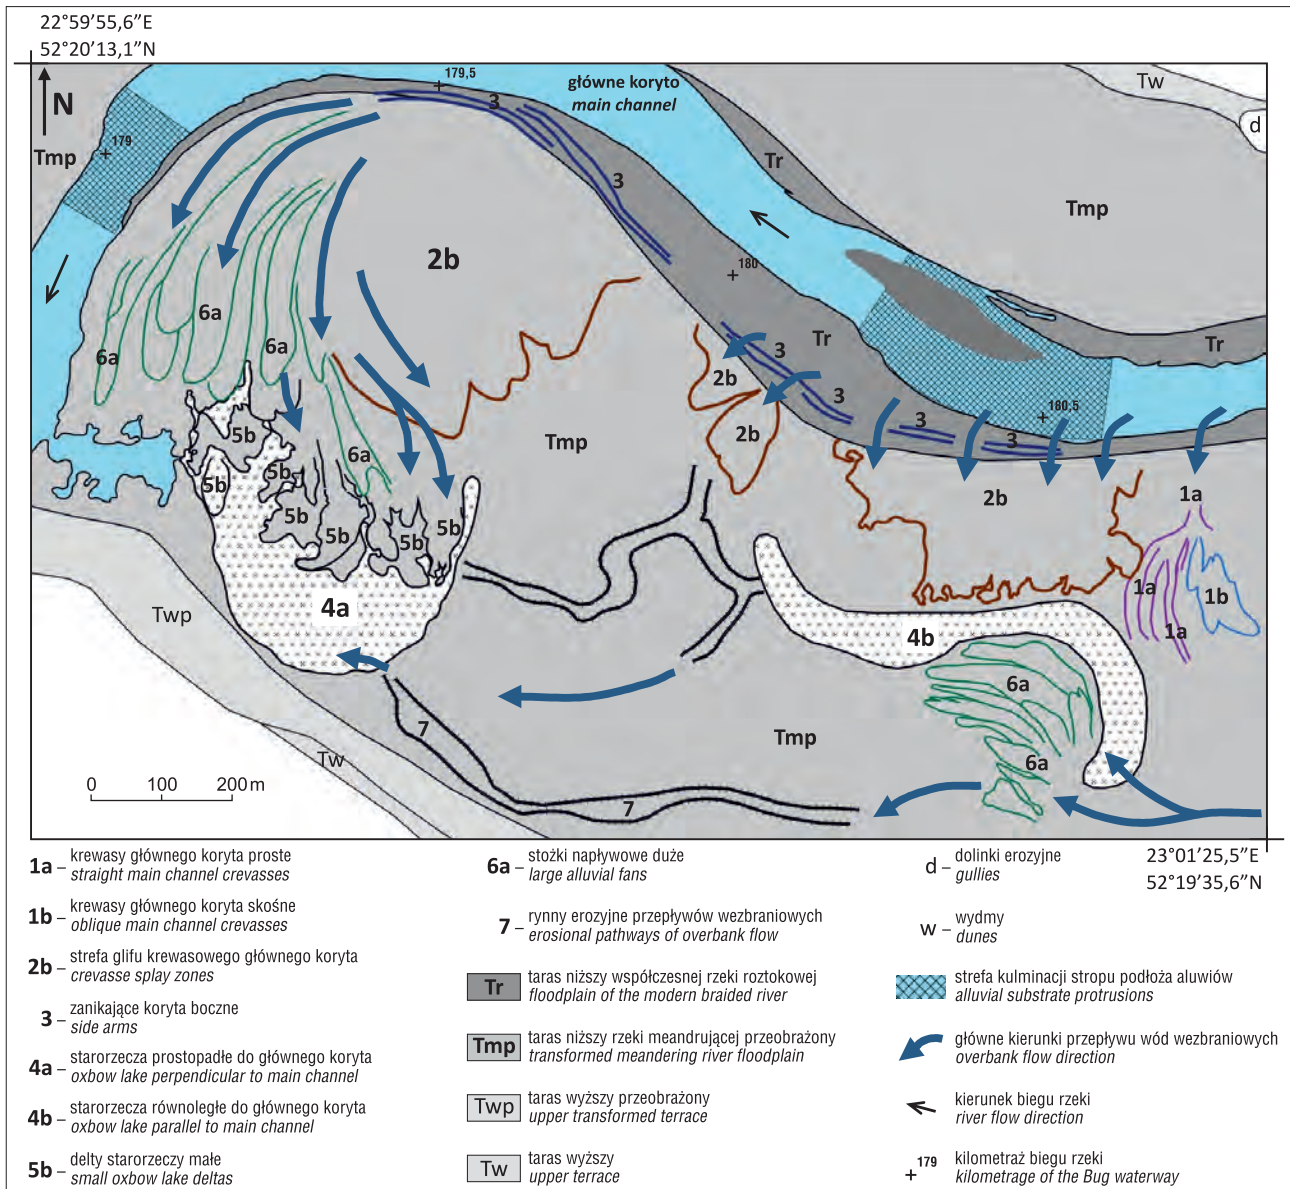 22°59'55,6"E
52°20'13,1"N
N
179,5
główne koryto
main channel
3
Tw
d
179
Tmp
Tr
3
Tmp
2b
180
6a
Tr
Tr
3
6a
6a
2b
3
180,5
2b
3
3
5b
Tmp
6a
5b
5b
2b
1a
5b
5b
5b
5b
1a
1b
Twp
4a
4b
1a
6a
7
Tmp
6a
Tw
0 100 200 m
7
23°01'25,5"E
52°19'35,6"N
1a – krewasy głównego koryta proste
straight main channel crevasses
1b – krewasy głównego koryta skośne
oblique main channel crevasses
2b – strefa glifu krewasowego głównego koryta
crevasse splay zones
3 – zanikające koryta boczne
side arms
4a – starorzecza prostopadłe do głównego koryta
oxbow lake perpendicular to main channel
4b – starorzecza równoległe do głównego koryta
oxbow lake parallel to main channel
5b – delty starorzeczy małe
small oxbow lake deltas
6a – stożki napływowe duże
large alluvial fans
7 – rynny erozyjne przepływów wezbraniowych
erosional pathways of overbank flow
Tr taras niższy współczesnej rzeki roztokowej
floodplain of the modern braided river
Tmp taras niższy rzeki meandrującej przeobrażony
transformed meandering river floodplain
Twp taras wyższy przeobrażony
upper transformed terrace
Tw taras wyższy
upper terrace
d – dolinki erozyjne
gullies
w – wydmy
dunes
strefa kulminacji stropu podłoża aluwiów
alluvial substrate protrusions
główne kierunki przepływu wód wezbraniowych
overbank flow direction
kierunek biegu rzeki
river flow direction
179 kilometraż biegu rzeki
kilometrage of the Bug waterway